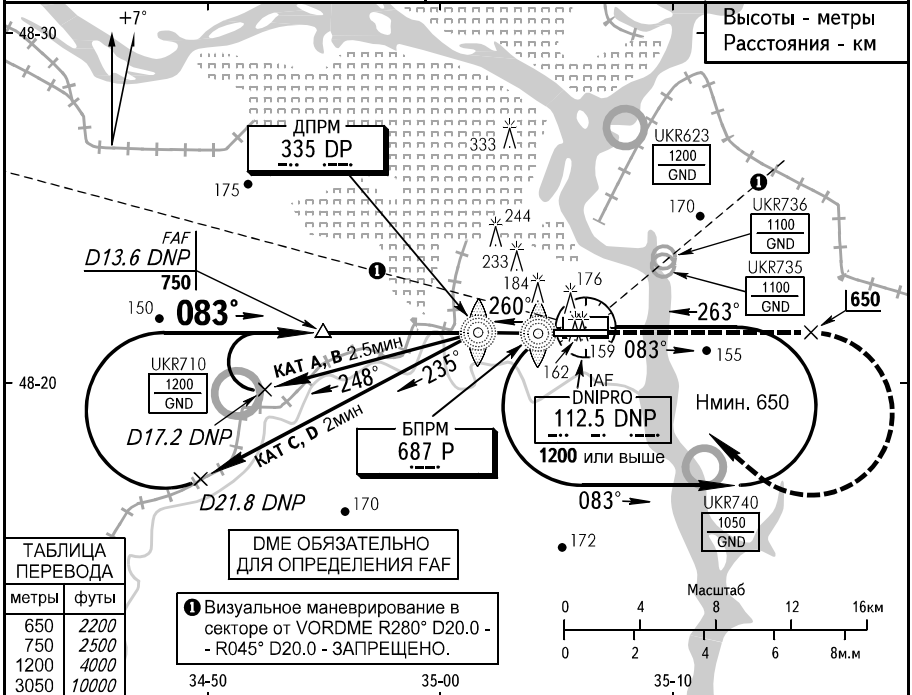 +7°
48-30
Высоты - метры
Расстояния - км
ДПРМ
335 DP
333
UKR623
1200
GND
175
170
UKR736
1100
GND
244
233
FAF
D13.6 DNP
750
1
1
184
176
UKR735
1100
GND
650
150
083°
260°
263°
159
083°
155
162
КАТ A, B 2.5мин
248°
235°
UKR710
1200
GND
48-20
IAF
DNIPRO
112.5 DNP
1200 или выше
Нмин. 650
D17.2 DNP
КАТ C, D 2мин
БПРМ
687 P
D21.8 DNP
083°
UKR740
1050
GND
170
172
ТАБЛИЦА
ПЕРЕВОДА
метры футы
650 2200
750 2500
1200 4000
3050 10000
DME ОБЯЗАТЕЛЬНО
ДЛЯ ОПРЕДЕЛЕНИЯ FAF
1 Визуальное маневрирование в
секторе от VORDME R280° D20.0 -
- R045° D20.0 - ЗАПРЕЩЕНО.
Масштаб
0 4 8 12 16км
0 2 4 6 8м.м
34-50
35-00
35-10